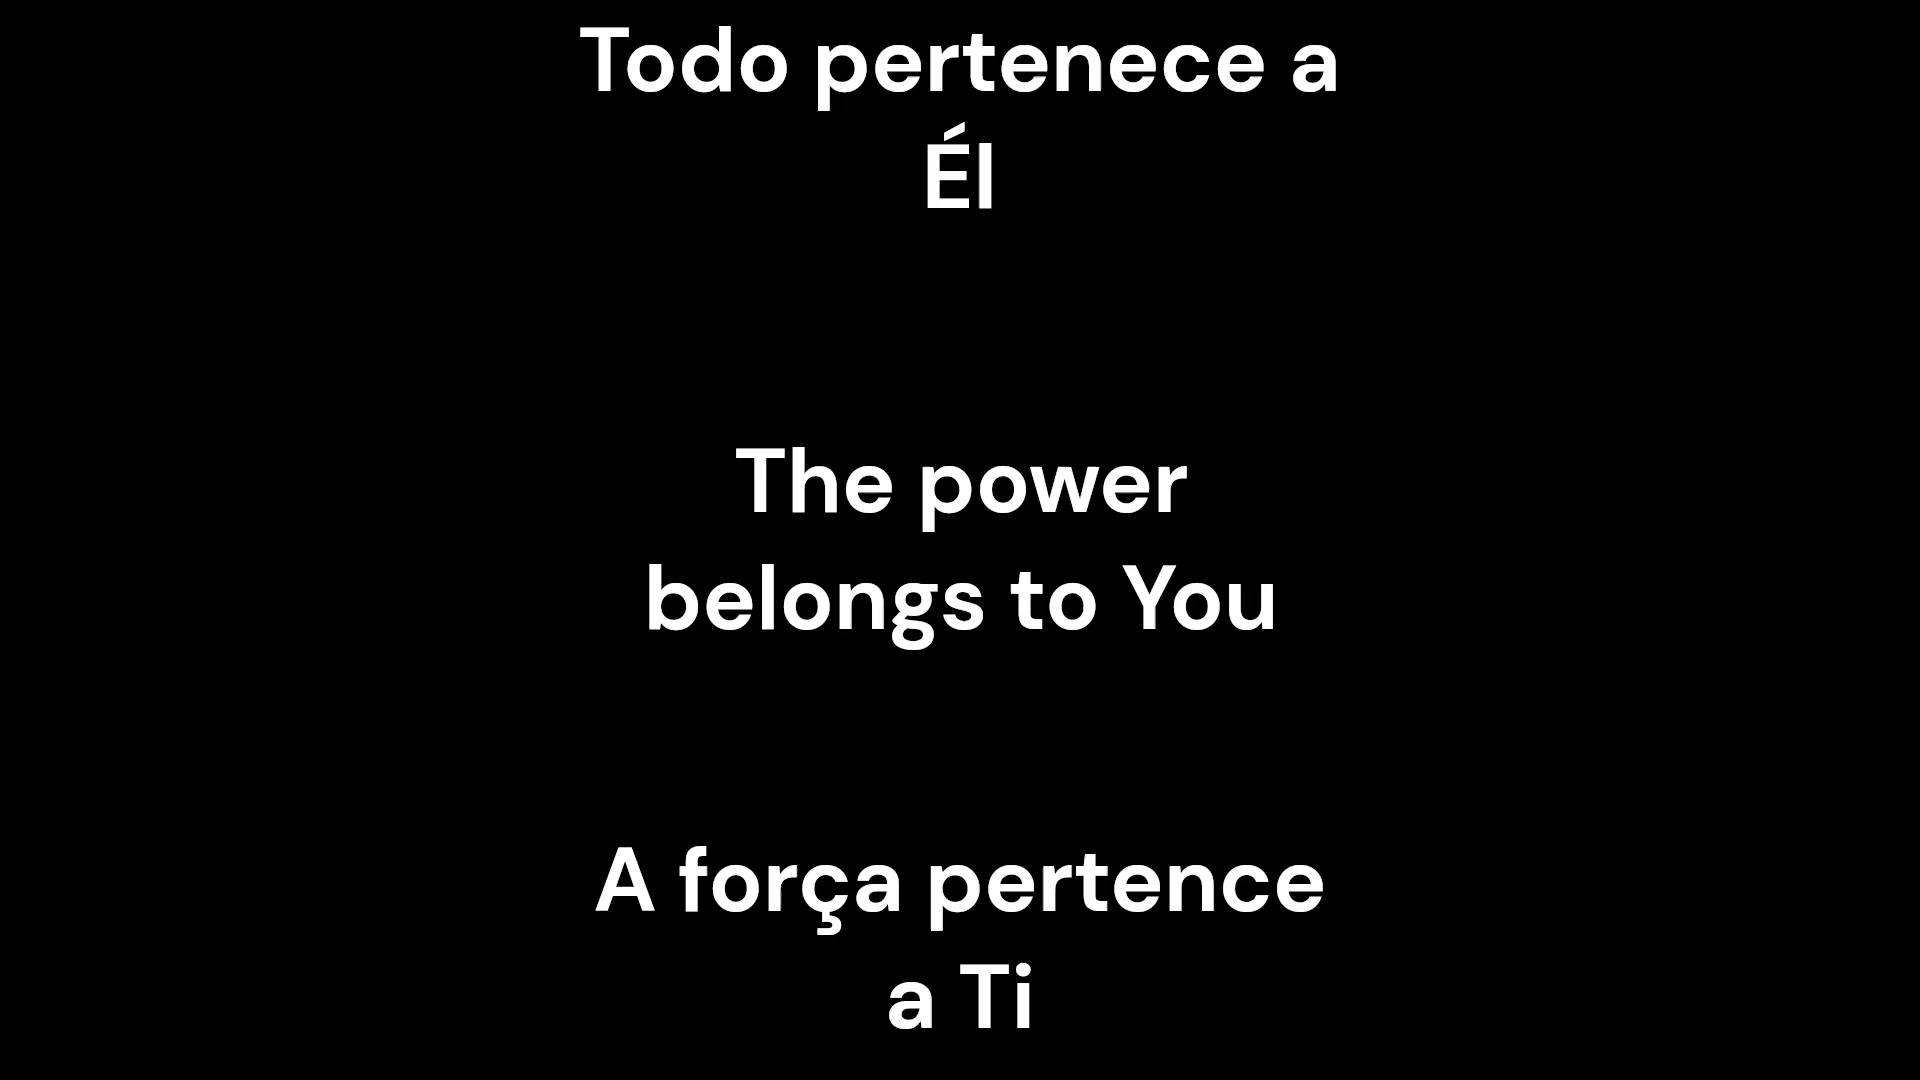 Todo pertenece a
Él
The power
belongs to You
A força pertence
a Ti